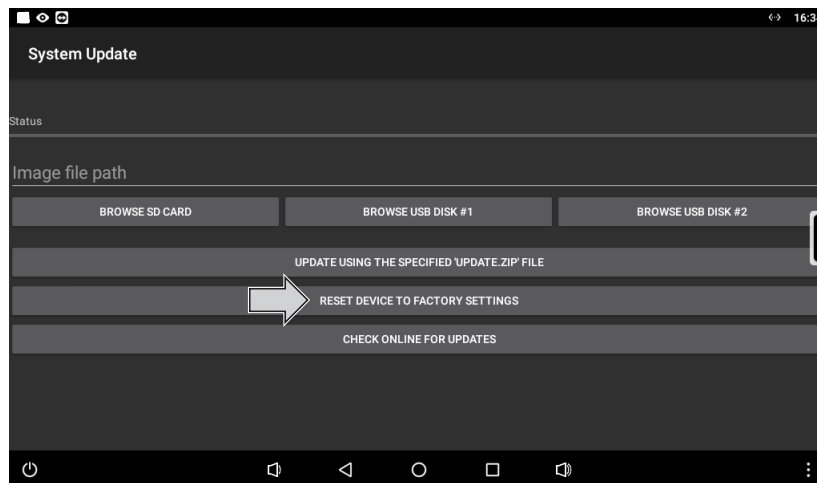 16:3
System Update
Status
Image file path
BROWSE SD CARD
BROWSE USB DISK #1
BROWSE USB DISK #2
UPDATE USING THE SPECIFIED 'UPDATE.ZIP' FILE
RESET DEVICE TO FACTORY SETTINGS
CHECK ONLINE FOR UPDATES